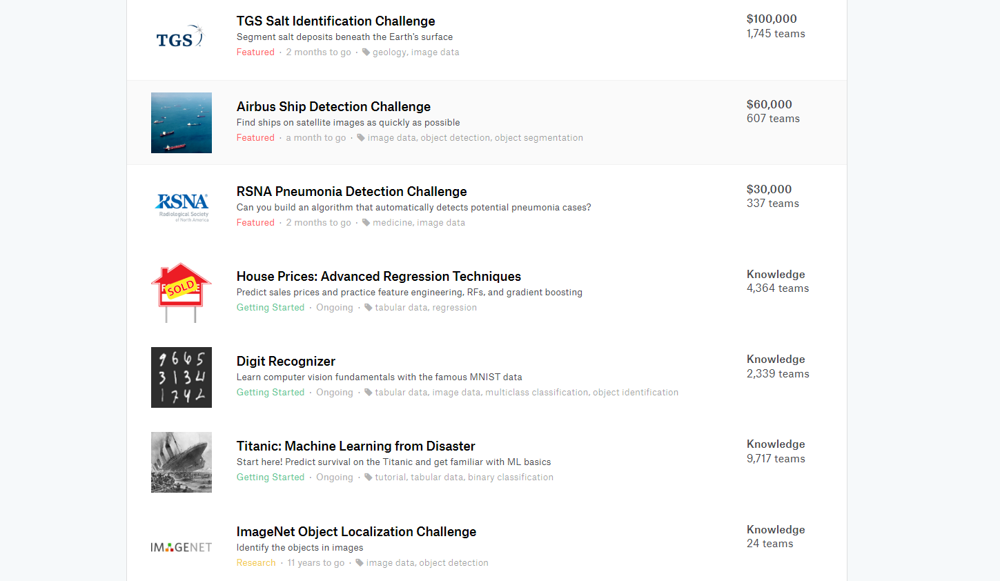 TGS
TGS Salt Identification Challenge
Segment salt deposits beneath the Earth's surface
Featured · 2 months to go · geology, image data
$100,000
1,745 teams
Airbus Ship Detection Challenge
Find ships on satellite images as quickly as possible
Featured · a month to go · image data, object detection, object segmentation
$60,000
607 teams
RSNA®
Radiological Society
of North America
RSNA Pneumonia Detection Challenge
Can you build an algorithm that automatically detects potential pneumonia cases?
Featured · 2 months to go · medicine, image data
$30,000
337 teams
SOLD
House Prices: Advanced Regression Techniques
Predict sales prices and practice feature engineering, RFs, and gradient boosting
Getting Started · Ongoing · tabular data, regression
Knowledge
4,364 teams
9665
3134
1742
Digit Recognizer
Learn computer vision fundamentals with the famous MNIST data
Getting Started · Ongoing · tabular data, image data, multiclass classification, object identification
Knowledge
2,339 teams
Titanic: Machine Learning from Disaster
Start here! Predict survival on the Titanic and get familiar with ML basics
Getting Started · Ongoing · tutorial, tabular data, binary classification
Knowledge
9,717 teams
IMAGENET
ImageNet Object Localization Challenge
Identify the objects in images
Research · 11 years to go · image data, object detection
Knowledge
24 teams